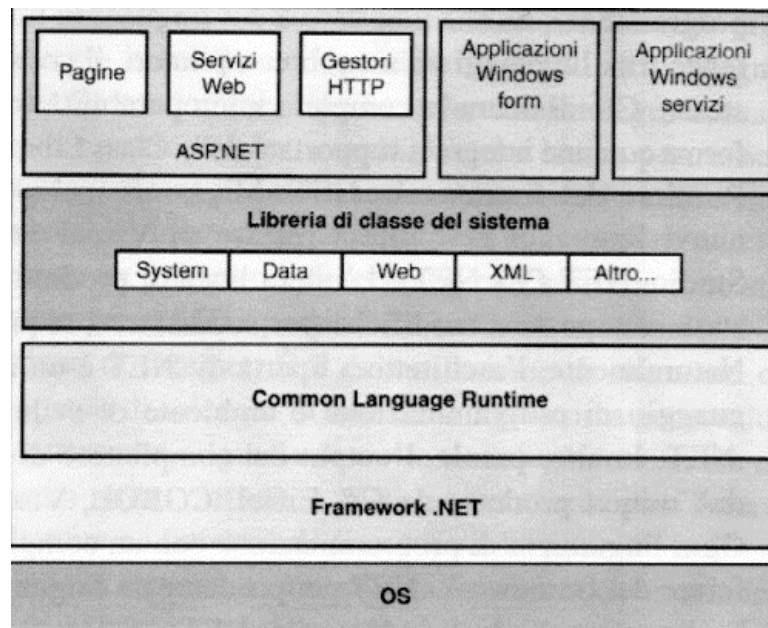 Pagine
Servizi
Web
Gestori
HTTP
ASP.NET
Applicazioni
Windows
form
Applicazioni
Windows
servizi
Libreria di classe del sistema
System Data Web XML Altro...
Common Language Runtime
Framework .NET
OS